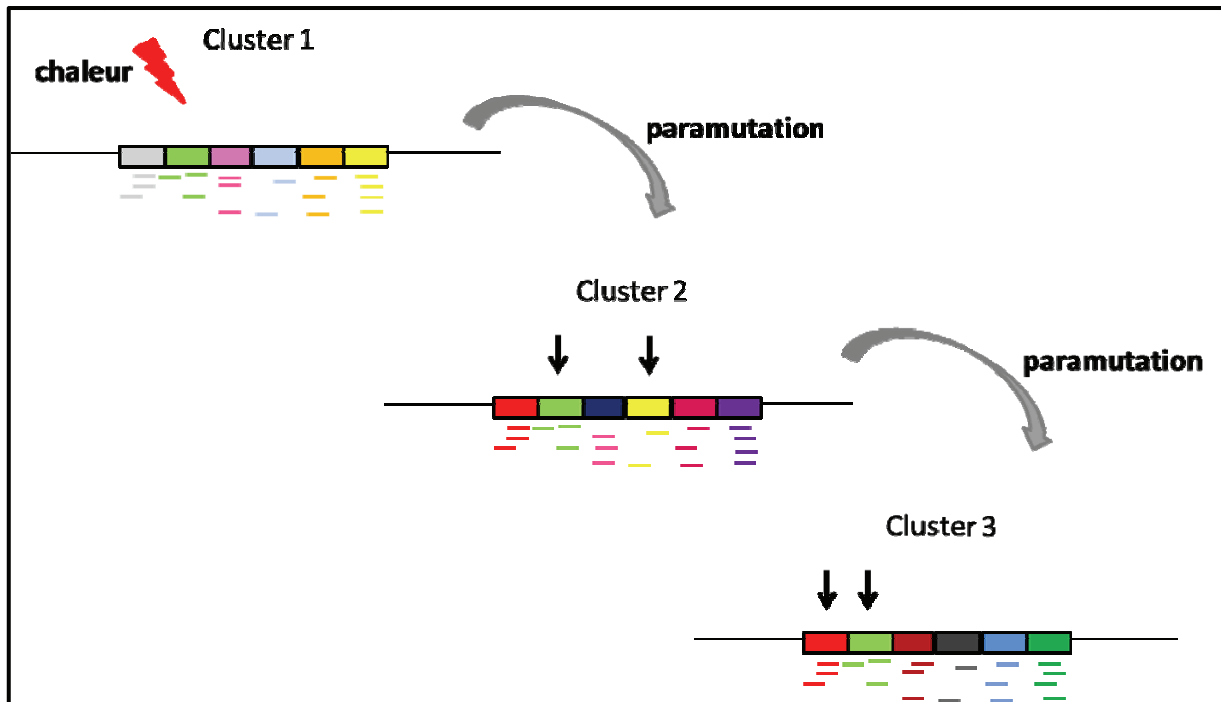 Cluster 1
chaleur
paramutation
Cluster 2
paramutation
Cluster 3